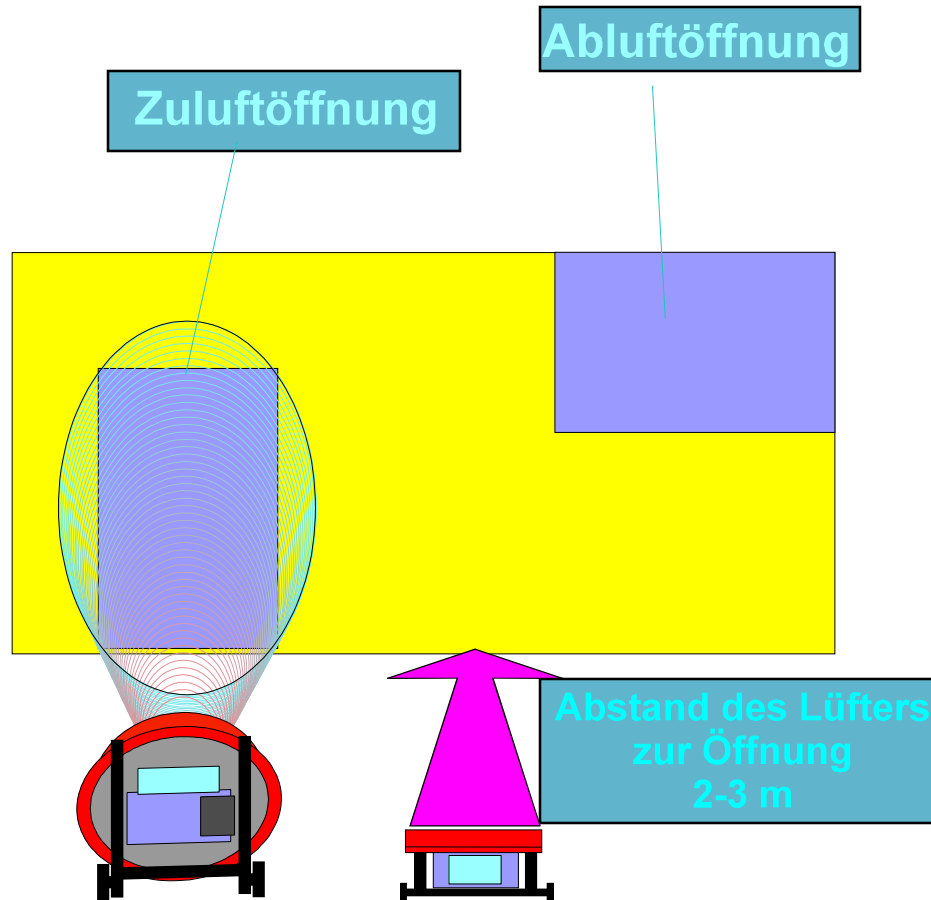 Abluftöffnung
Zuluftöffnung
Abstand des Lüfters
zur Öffnung
2-3 m